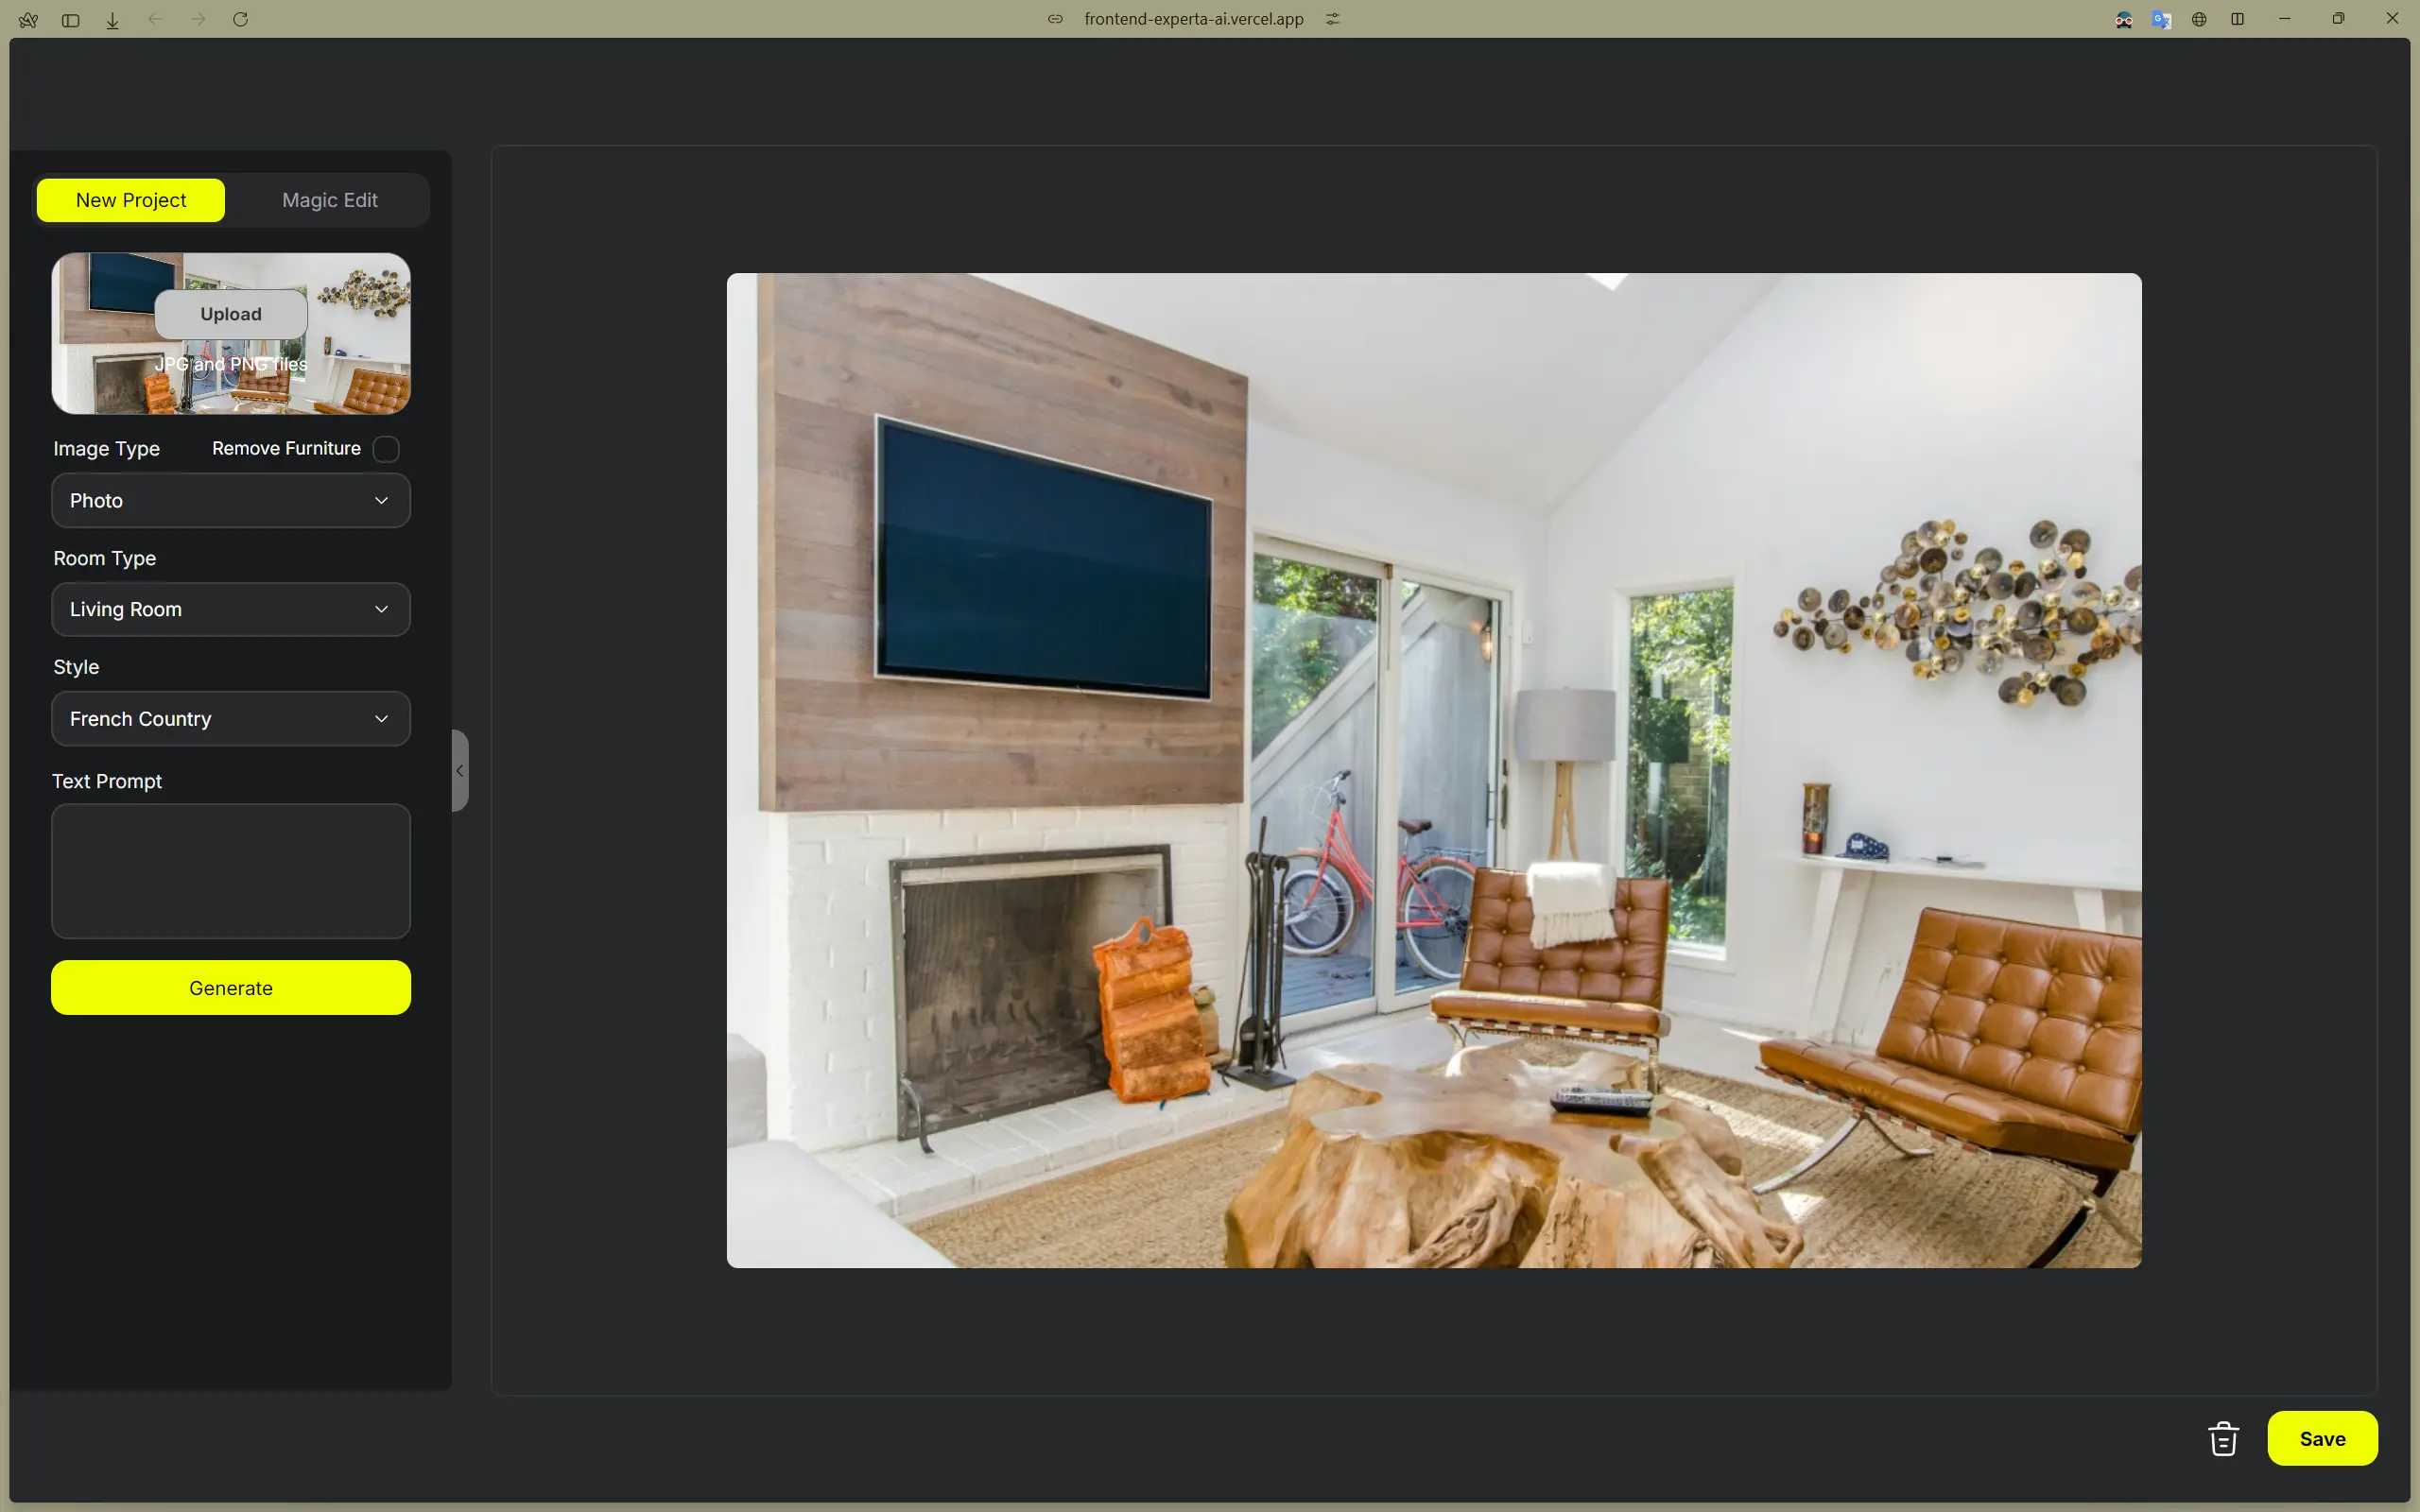 frontend-experta-ai.vercel.app
New Project
Magic Edit
Upload
JPG and PNG files
Image Type
Remove Furniture
Photo
Room Type
Living Room
Style
French Country
Text Prompt
Generate
Save